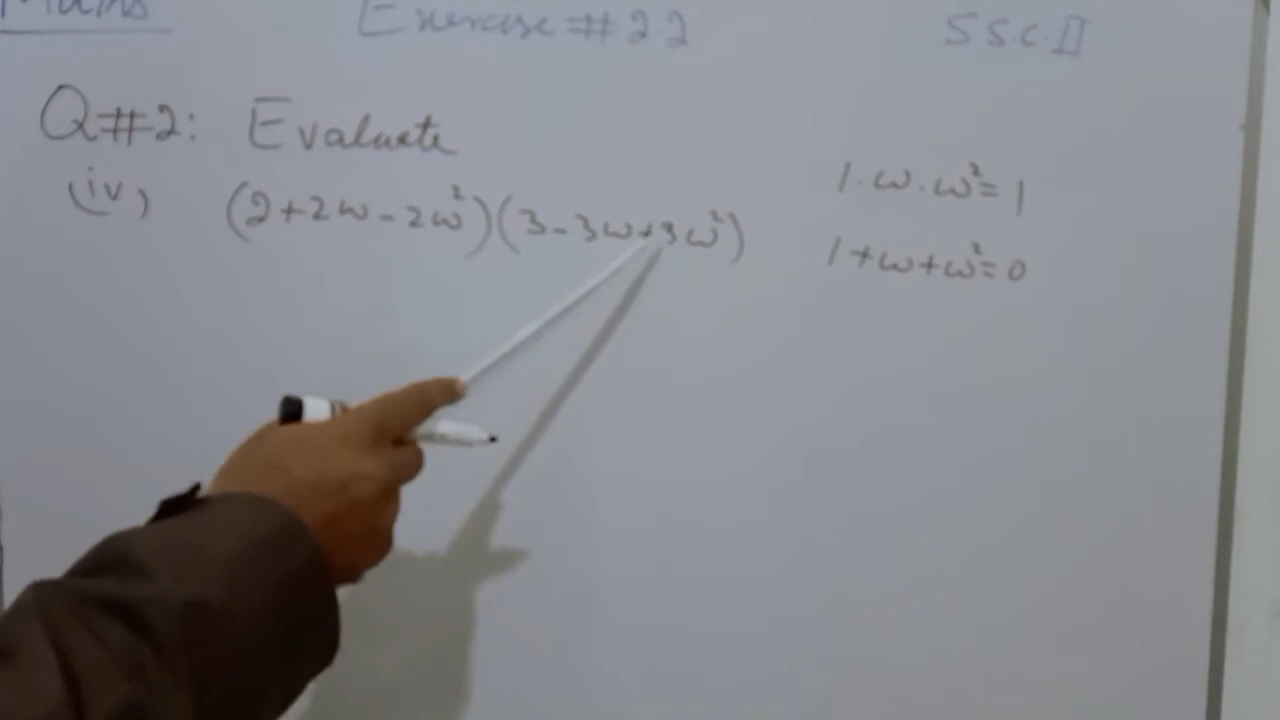 Maths Exercise # 2.2 S S.C II
Q#2: Evaluate
(iv) (2+2ω-2ω²)(3-3ω+3ω²)
1.ω.ω²=1
1+ω+ω²=0